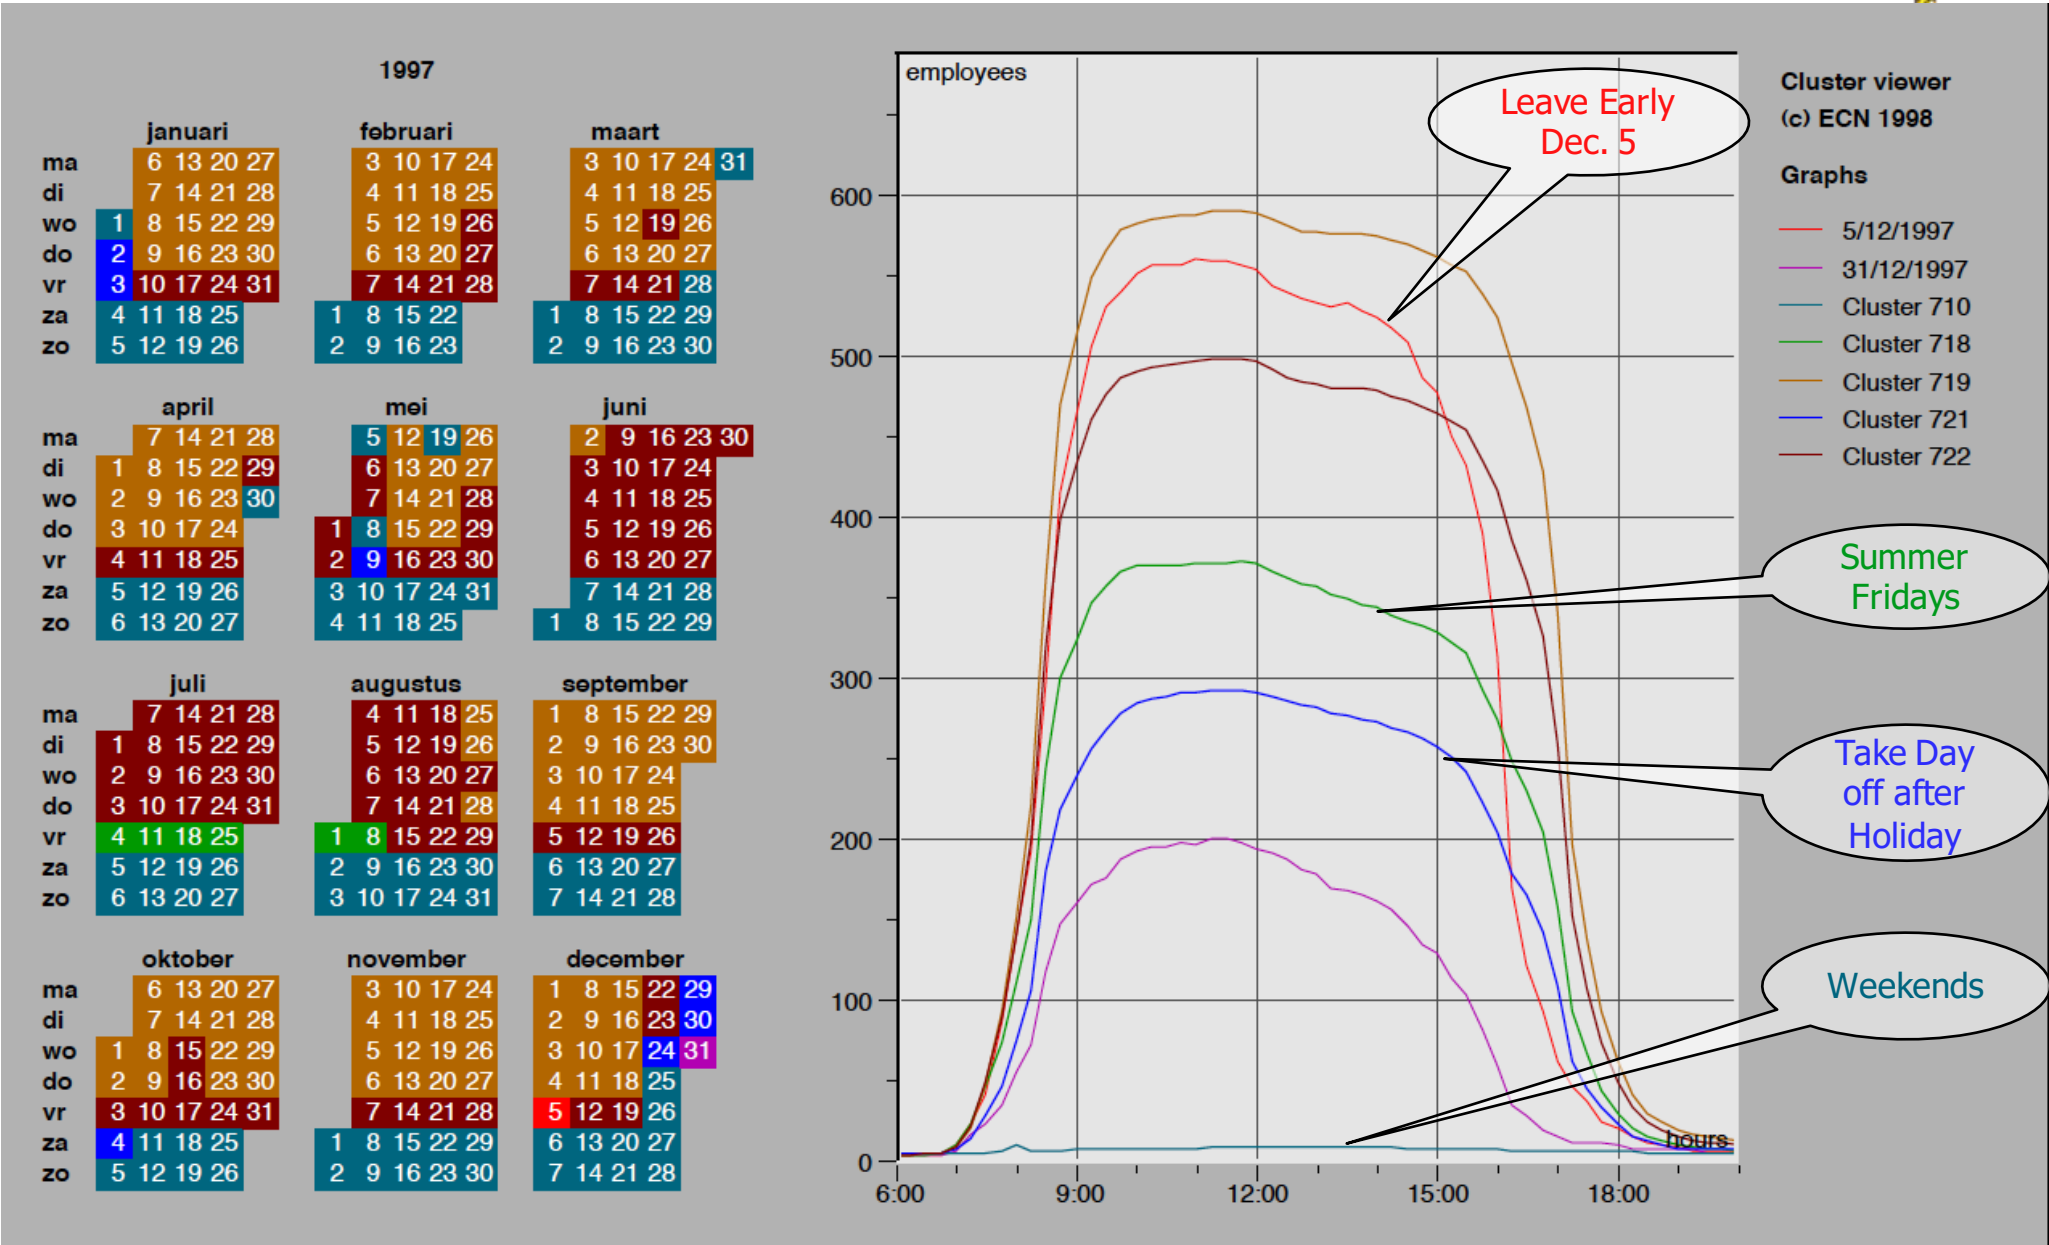 1997
januari februari maart
ma 6 13 20 27 3 10 17 24 3 10 17 24 31
di 7 14 21 28 4 11 18 25 4 11 18 25
wo 1 8 15 22 29 5 12 19 26 5 12 19 26
do 2 9 16 23 30 6 13 20 27 6 13 20 27
vr 3 10 17 24 31 7 14 21 28 7 14 21 28
za 4 11 18 25 1 8 15 22 1 8 15 22 29
zo 5 12 19 26 2 9 16 23 2 9 16 23 30
april mei juni
ma 7 14 21 28 5 12 19 26 2 9 16 23 30
di 1 8 15 22 29 6 13 20 27 3 10 17 24
wo 2 9 16 23 30 7 14 21 28 4 11 18 25
do 3 10 17 24 1 8 15 22 29 5 12 19 26
vr 4 11 18 25 2 9 16 23 30 6 13 20 27
za 5 12 19 26 3 10 17 24 31 7 14 21 28
zo 6 13 20 27 4 11 18 25 1 8 15 22 29
juli augustus september
ma 7 14 21 28 4 11 18 25 1 8 15 22 29
di 1 8 15 22 29 5 12 19 26 2 9 16 23 30
wo 2 9 16 23 30 6 13 20 27 3 10 17 24
do 3 10 17 24 31 7 14 21 28 4 11 18 25
vr 4 11 18 25 1 8 15 22 29 5 12 19 26
za 5 12 19 26 2 9 16 23 30 6 13 20 27
zo 6 13 20 27 3 10 17 24 31 7 14 21 28
oktober november december
ma 6 13 20 27 3 10 17 24 1 8 15 22 29
di 7 14 21 28 4 11 18 25 2 9 16 23 30
wo 1 8 15 22 29 5 12 19 26 3 10 17 24 31
do 2 9 16 23 30 6 13 20 27 4 11 18 25
vr 3 10 17 24 31 7 14 21 28 5 12 19 26
za 4 11 18 25 1 8 15 22 29 6 13 20 27
zo 5 12 19 26 2 9 16 23 30 7 14 21 28
employees
600
500
400
300
200
100
0
6:00 9:00 12:00 15:00 18:00
hours
Leave Early
Dec. 5
Summer
Fridays
Take Day
off after
Holiday
Weekends
Cluster viewer
(c) ECN 1998
Graphs
5/12/1997
31/12/1997
Cluster 710
Cluster 718
Cluster 719
Cluster 721
Cluster 722